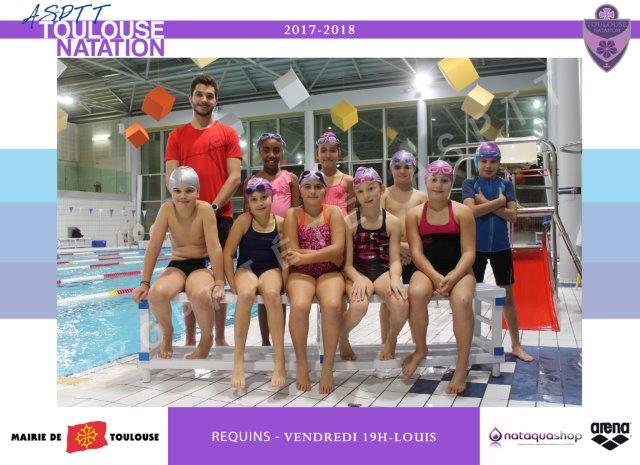 ASPTT
TOULOUSE
NATATION
2017-2018
TOULOUSE
NATATION
MAIRIE DE TOULOUSE
REQUINS - VENDREDI 19H-LOUIS
nataquashop
arena